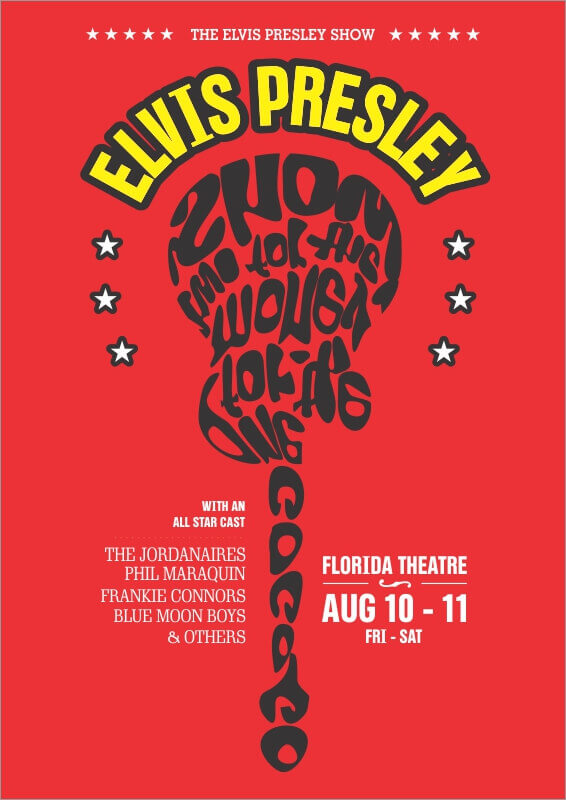 ★★★★★ THE ELVIS PRESLEY SHOW ★★★★★
ELVIS PRESLEY
WITH AN
ALL STAR CAST
THE JORDANAIRES
PHIL MARAQUIN
FRANKIE CONNORS
BLUE MOON BOYS
& OTHERS
FLORIDA THEATRE
AUG 10 - 11
FRI - SAT